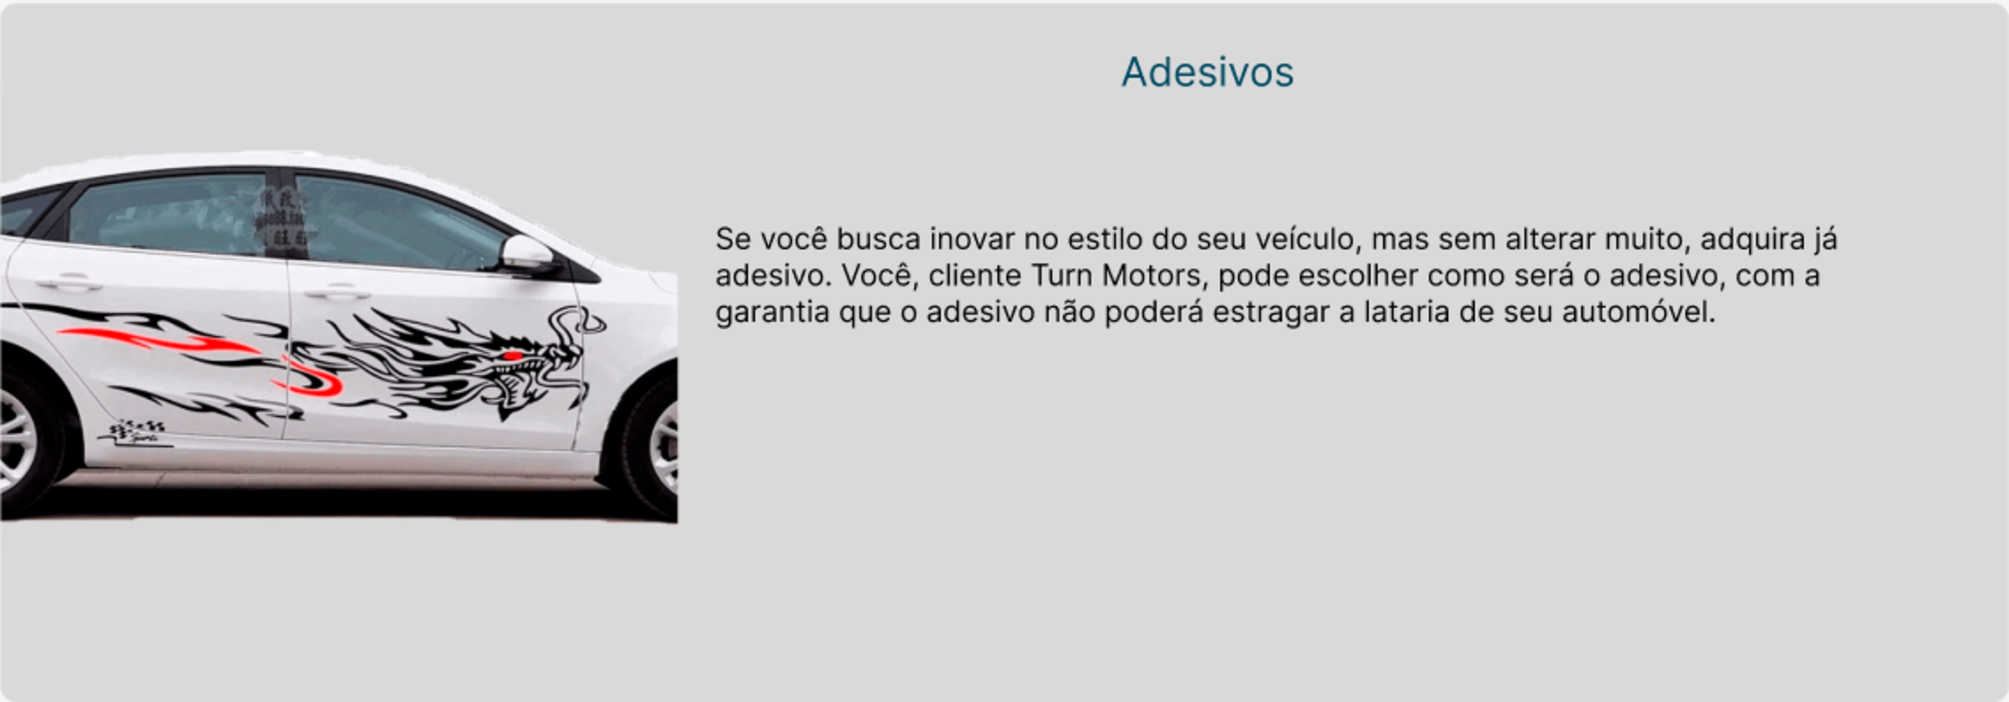 Adesivos
Se você busca inovar no estilo do seu veículo, mas sem alterar muito, adquira já
adesivo. Você, cliente Turn Motors, pode escolher como será o adesivo, com a
garantia que o adesivo não poderá estragar a lataria de seu automóvel.
Sports